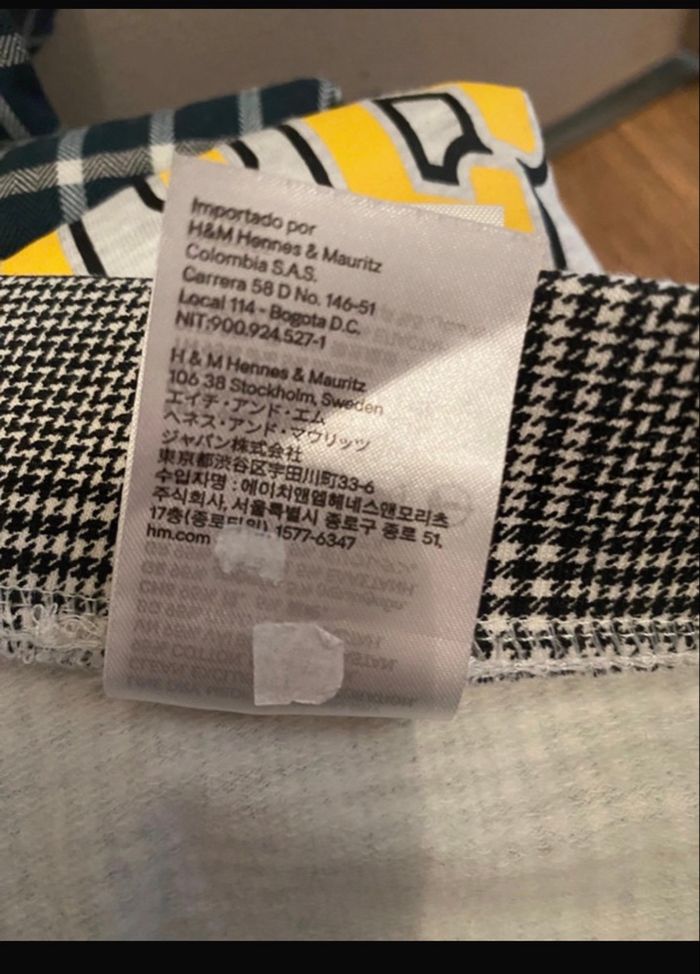 Importado por
H&M Hennes & Mauritz
Colombia S.A.S.
Carrera 58 D No. 146-51
Local 114 - Bogota D.C.
NIT:900.924.527-1
H & M Hennes & Mauritz
106 38 Stockholm, Sweden
エイチ・アンド・エム
ヘネス・アンド・マウリッツ
ジャパン株式会社
東京都渋谷区宇田川町33-6
수입자명 : 에이치앤엠헤네스앤모리츠
주식회사, 서울특별시 종로구 종로 51,
17층(종로 1577-6347
hm.com